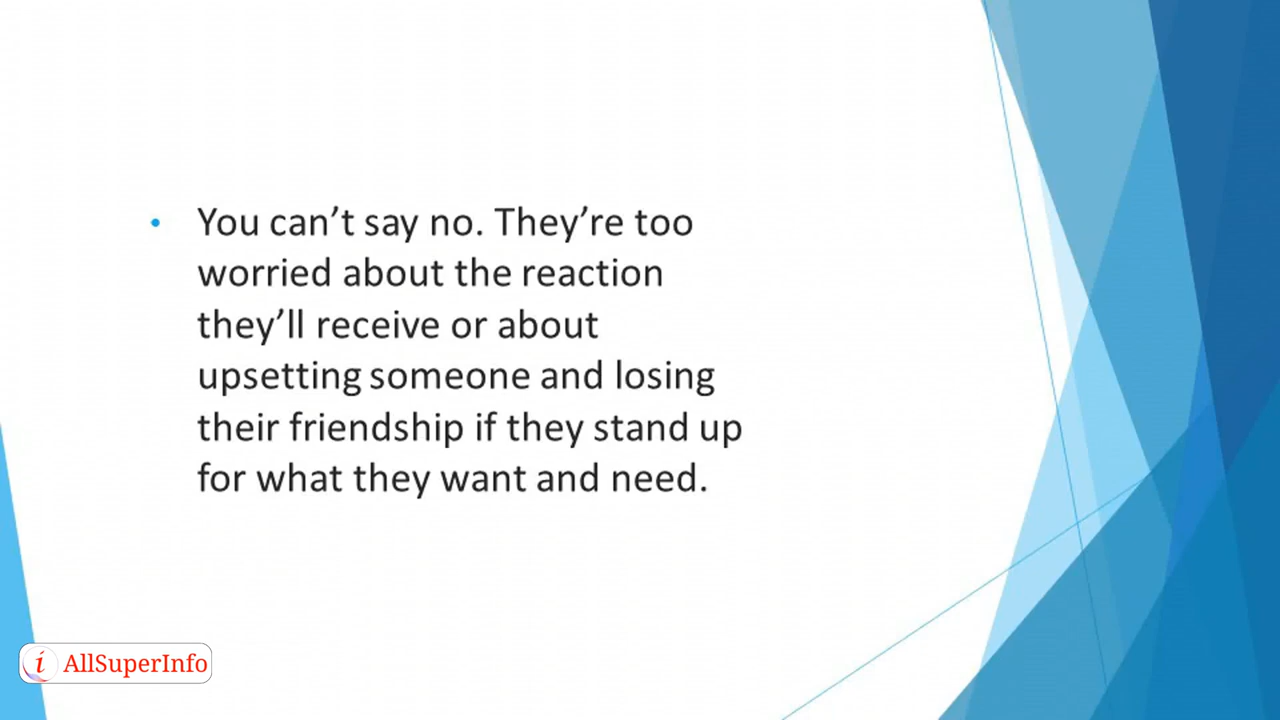 • You can’t say no. They’re too
worried about the reaction
they’ll receive or about
upsetting someone and losing
their friendship if they stand up
for what they want and need.
i AllSuperInfo